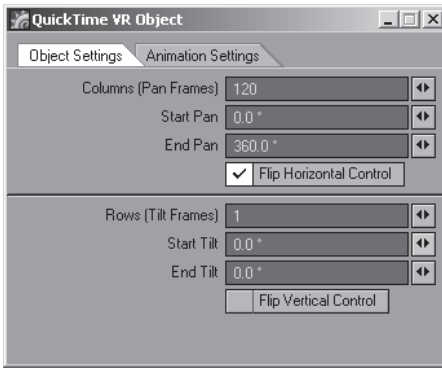 QuickTime VR Object
Object Settings Animation Settings
Columns (Pan Frames) 120
Start Pan 0.0 °
End Pan 360.0 °
Flip Horizontal Control
Rows (Tilt Frames) 1
Start Tilt 0.0 °
End Tilt 0.0 °
Flip Vertical Control